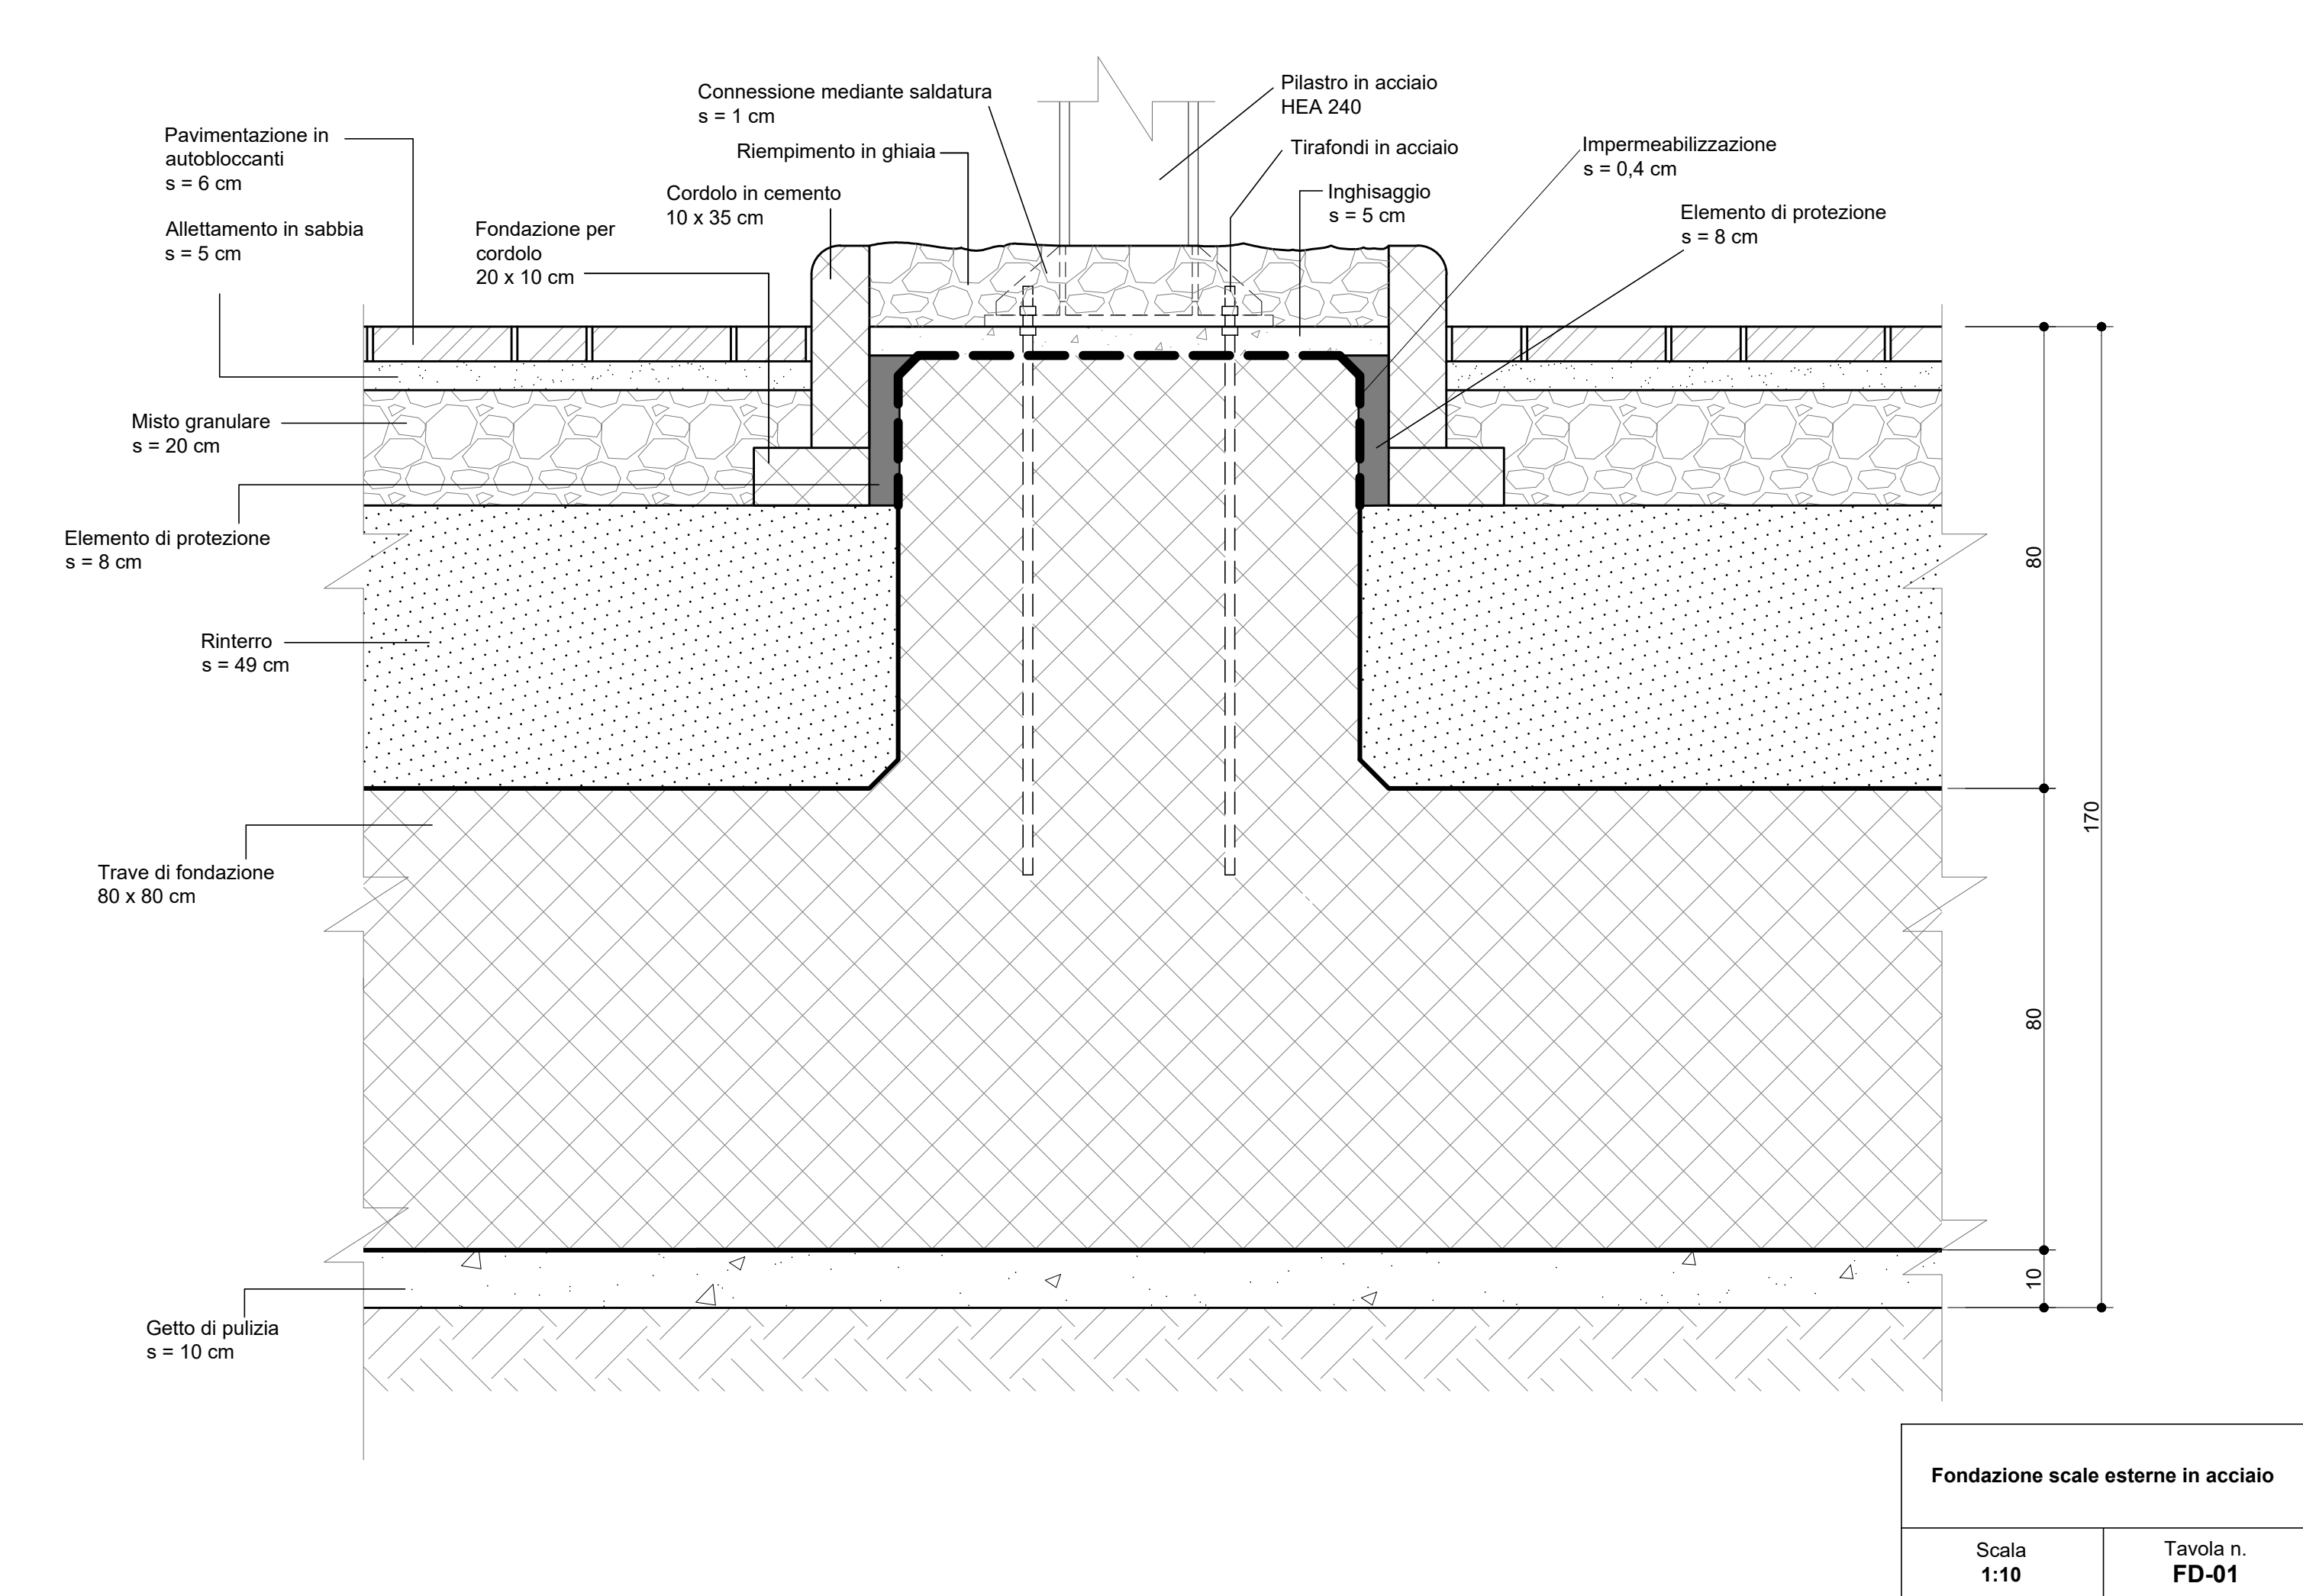 Connessione mediante saldatura
s = 1 cm
Pilastro in acciaio
HEA 240
Pavimentazione in
autobloccanti
s = 6 cm
Riempimento in ghiaia
Tirafondi in acciaio
Impermeabilizzazione
s = 0,4 cm
Cordolo in cemento
10 x 35 cm
Inghisaggio
s = 5 cm
Allettamento in sabbia
s = 5 cm
Fondazione per
cordolo
20 x 10 cm
Elemento di protezione
s = 8 cm
Misto granulare
s = 20 cm
Elemento di protezione
s = 8 cm
80
Rinterro
s = 49 cm
170
Trave di fondazione
80 x 80 cm
80
10
Getto di pulizia
s = 10 cm
Fondazione scale esterne in acciaio
Scala
1:10
Tavola n.
FD-01